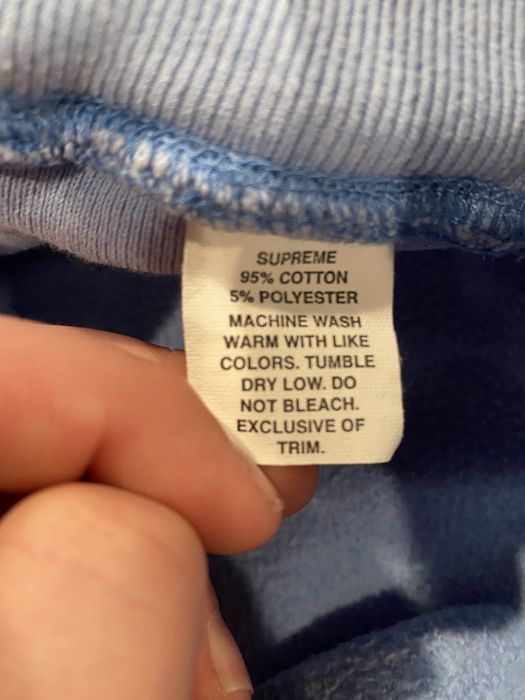 SUPREME
95% COTTON
5% POLYESTER
MACHINE WASH
WARM WITH LIKE
COLORS. TUMBLE
DRY LOW. DO
NOT BLEACH.
EXCLUSIVE OF
TRIM.